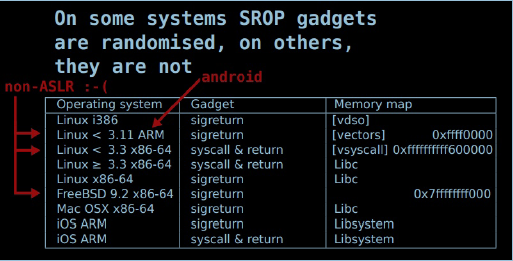 On some systems SROP gadgets
are randomised, on others,
they are not
android
non-ASLR :-(
Operating system Gadget Memory map
Linux i386 sigreturn [vdso]
Linux < 3.11 ARM sigreturn [vectors] 0xffff0000
Linux < 3.3 x86-64 syscall & return [vsyscall] 0xffffffffff600000
Linux ≥ 3.3 x86-64 syscall & return Libc
Linux x86-64 sigreturn Libc
FreeBSD 9.2 x86-64 sigreturn 0x7ffffffff000
Mac OSX x86-64 sigreturn Libc
iOS ARM sigreturn Libsystem
iOS ARM syscall & return Libsystem